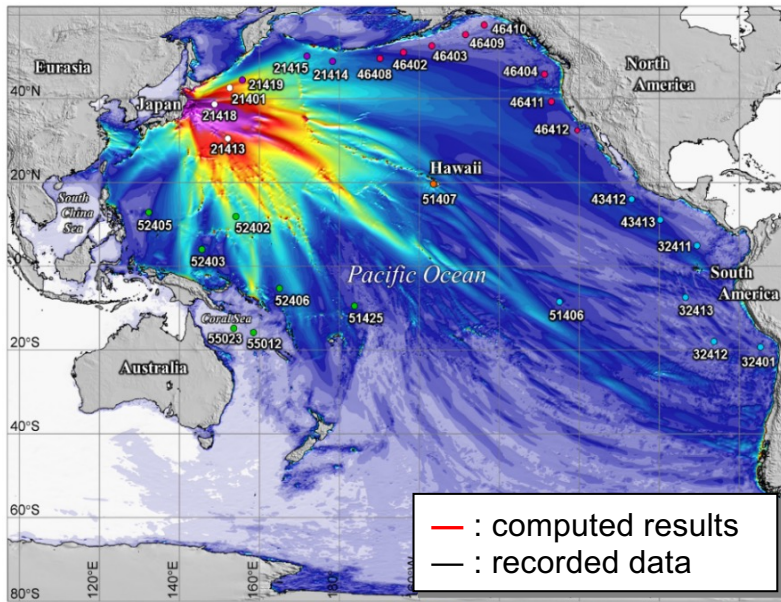 46410
46409
Eurasia
21415
46403
North
America
21414
46402
46408
46404
21419
40°N
Japan
21401
46411
21418
46412
21413
20°N
Hawaii
South
China
Sea
51407
43412
52405
52402
43413
32411
52403
Pacific Ocean
South
America
52406
Coral Sea
51425
51406
32413
55023
55012
20°S
Australia
32412
32401
40°S
60°S
— : computed results
— : recorded data
80°S
120°E
140°E
160°E
180°